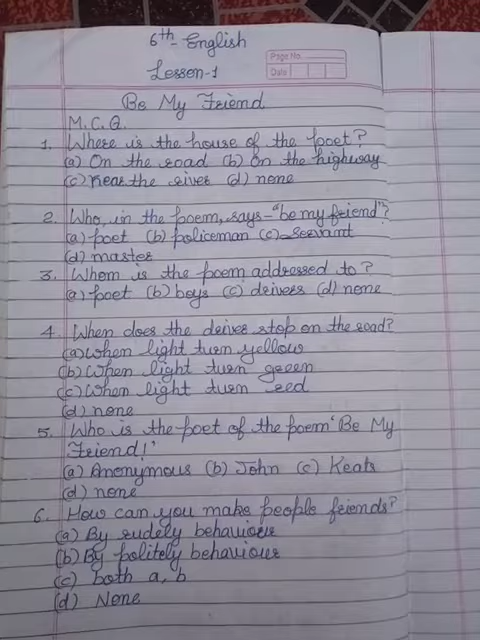 6th- English
Lesson-1
Page No.
Date
Be My Friend
M.C.Q.
1. Where is the house of the poet?
(a) On the road (b) On the highway
(c) Near the river (d) none
2. Who, in the poem, says-"be my friend"?
(a) poet (b) policeman (c) servant
(d) master
3. Whom is the poem addressed to?
(a) poet (b) boys (c) drivers (d) none
4. When does the driver stop on the road?
(a) When light turn yellow
(b) When light turn green
(c) When light turn red
(d) none
5. Who is the poet of the poem 'Be My
Friend!'
(a) Anonymous (b) John (c) Keats
(d) none
6. How can you make people friends?
(a) By rudely behaviour
(b) By politely behaviour
(c) both a, b
(d) None